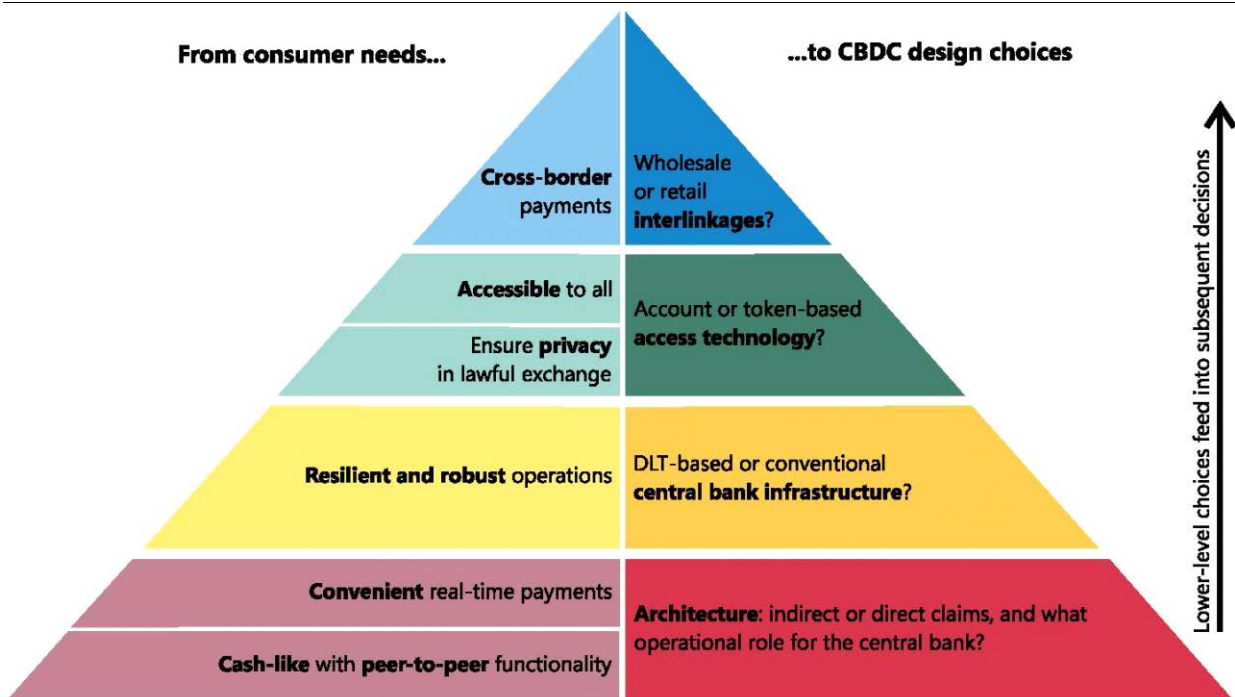 From consumer needs...
...to CBDC design choices
Cross-border
payments
Wholesale
or retail
interlinkages?
Accessible to all
Ensure privacy
in lawful exchange
Account or token-based
access technology?
Resilient and robust operations
DLT-based or conventional
central bank infrastructure?
Convenient real-time payments
Cash-like with peer-to-peer functionality
Architecture: indirect or direct claims, and what
operational role for the central bank?
Lower-level choices feed into subsequent decisions